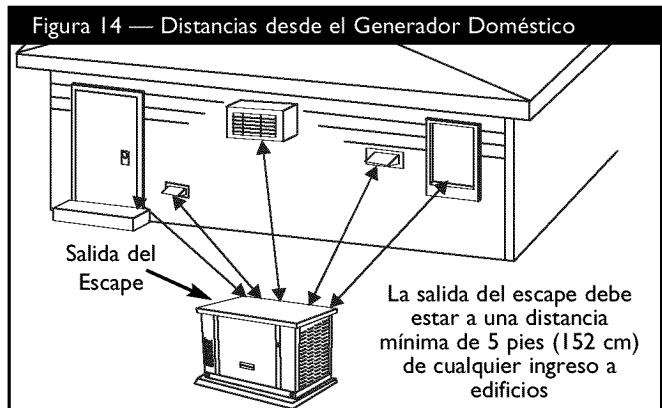 Figura 14 — Distancias desde el Generador Doméstico
Salida del
Escape
La salida del escape debe
estar a una distancia
mínima de 5 pies (152 cm)
de cualquier ingreso a
edificios